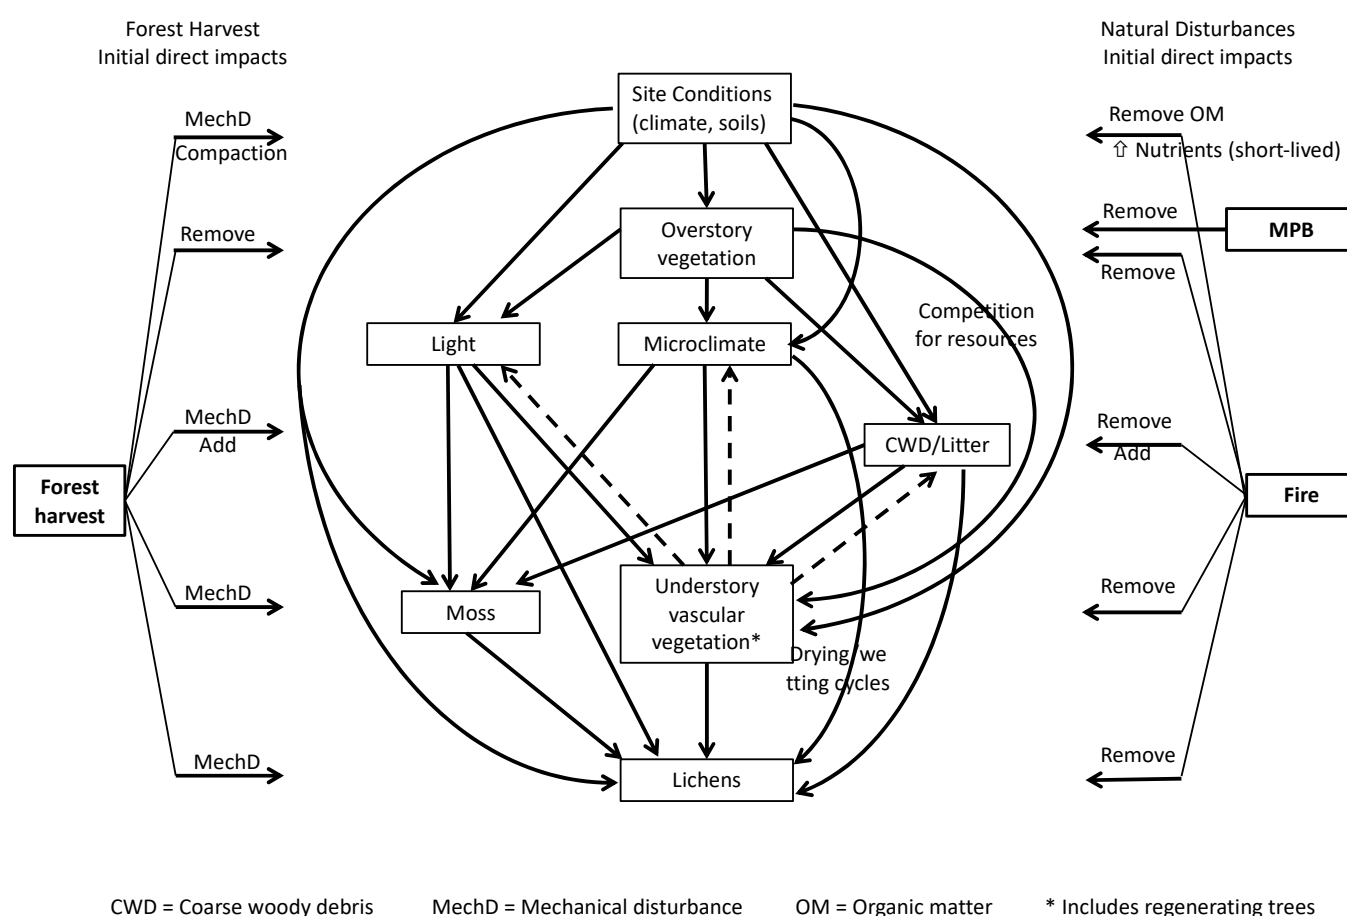 Forest Harvest
Initial direct impacts
Natural Disturbances
Initial direct impacts
Site Conditions
(climate, soils)
MechD
Compaction
Remove OM
⇧ Nutrients (short-lived)
Remove
Overstory
vegetation
Remove
MPB
Remove
Competition
for resources
Light
Microclimate
MechD
Add
CWD/Litter
Remove
Add
Forest
harvest
Fire
MechD
Moss
Understory
vascular
vegetation*
Remove
Drying/we
tting cycles
MechD
Lichens
Remove
CWD = Coarse woody debris
MechD = Mechanical disturbance
OM = Organic matter
* Includes regenerating trees